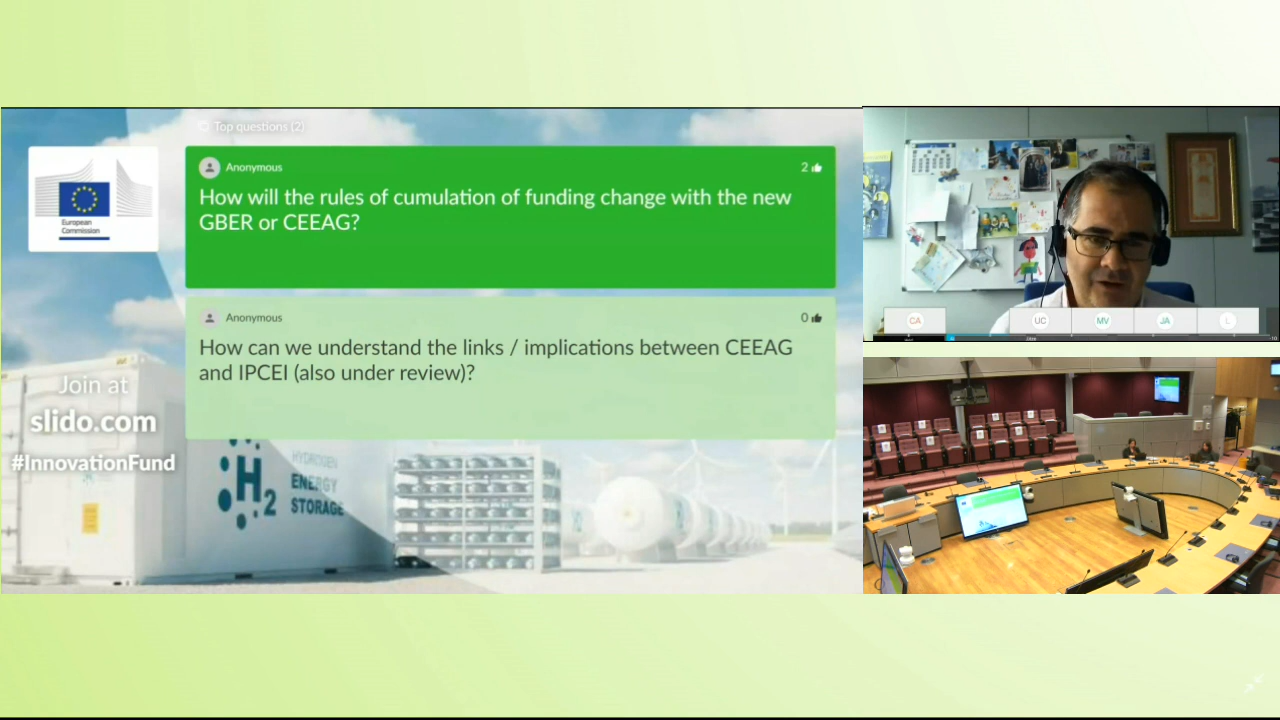 Top questions (2)
Anonymous
2
How will the rules of cumulation of funding change with the new
GBER or CEEAG?
Anonymous
0
How can we understand the links / implications between CEEAG
and IPCEI (also under review)?
European
Commission
Join at
slido.com
#InnovationFund
H2
HYDROGEN
ENERGY
STORAGE
CA
UC
MV
JA
L